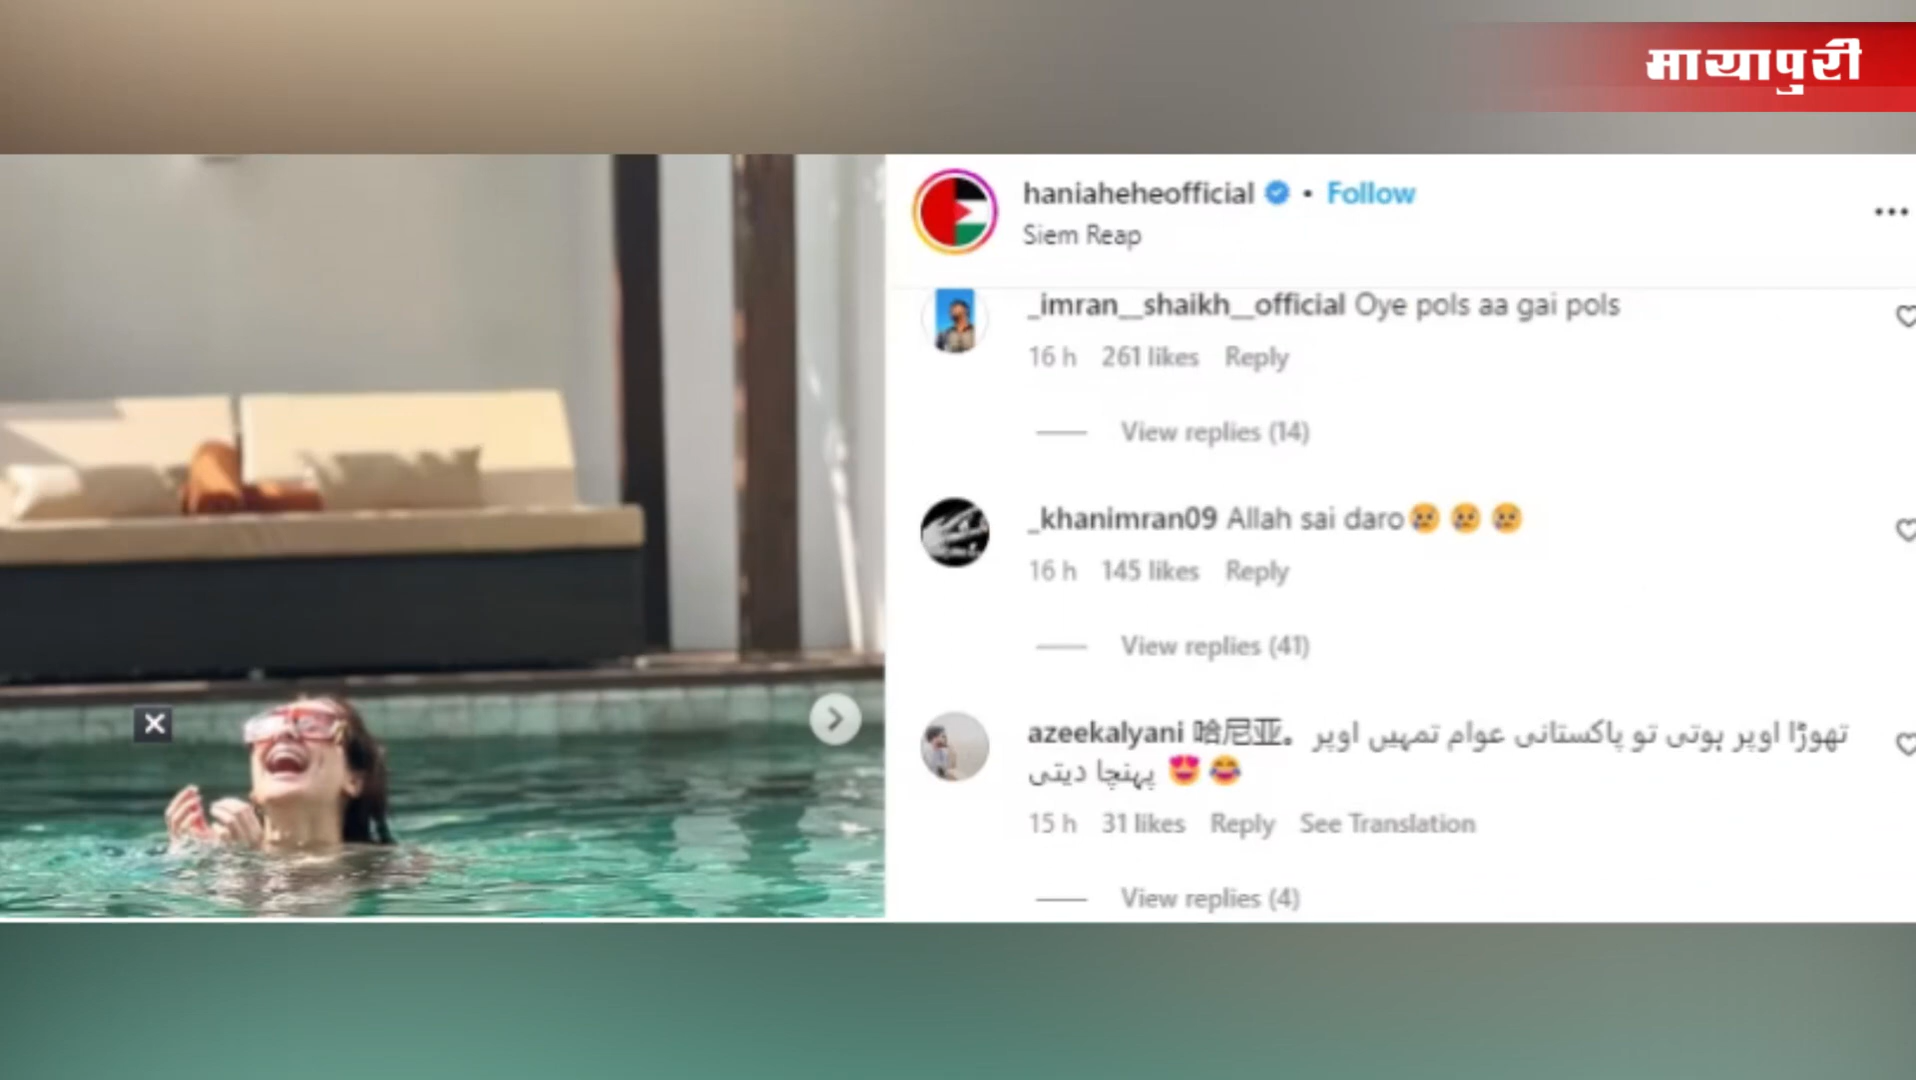 मायापुरी
haniaheheofficial • Follow
Siem Reap
_imran__shaikh__official Oye pols aa gai pols
16 h 261 likes Reply
View replies (14)
_khanimran09 Allah sai daro😢😢😢
16 h 145 likes Reply
View replies (41)
azeekalyani 哈尼亚。 تھوڑا اوپر ہوتی تو پاکستانی عوام تمہیں اوپر
پہنچا دیتی 😍😂
15 h 31 likes Reply See Translation
View replies (4)